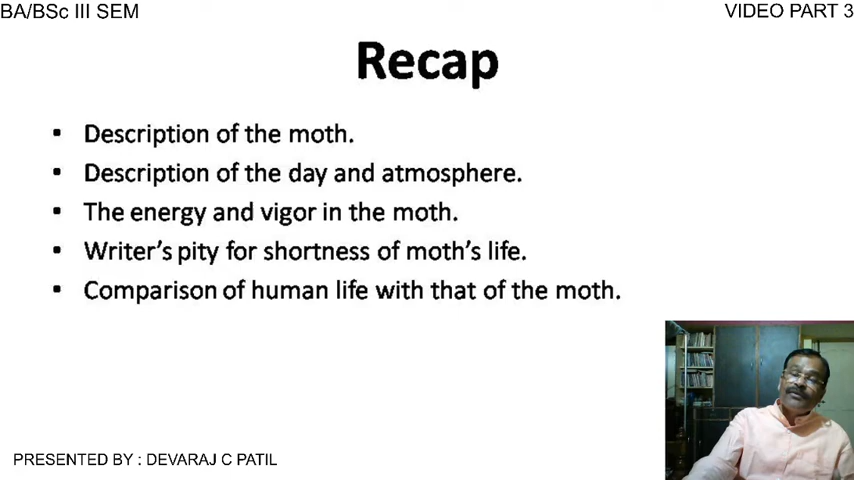 BA/BSc III SEM
VIDEO PART 3
Recap
▪ Description of the moth.
▪ Description of the day and atmosphere.
▪ The energy and vigor in the moth.
▪ Writer's pity for shortness of moth's life.
▪ Comparison of human life with that of the moth.
PRESENTED BY : DEVARAJ C PATIL